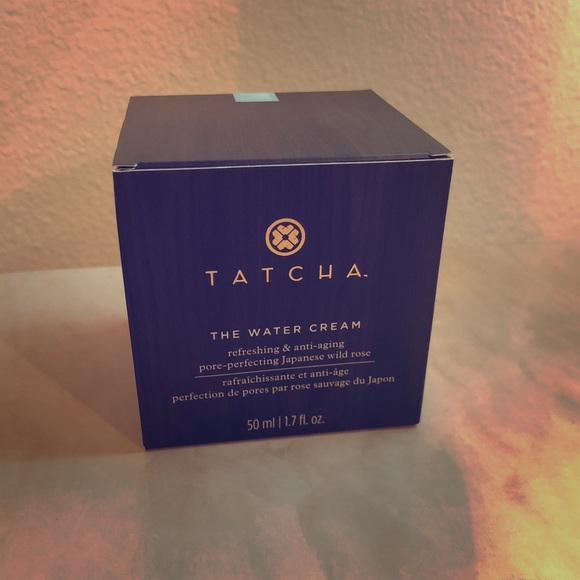 TATCHA™
THE WATER CREAM
refreshing & anti-aging
pore-perfecting Japanese wild rose
rafraîchissante et anti-âge
perfection de pores par rose sauvage du Japon
50 ml | 1.7 fl. oz.